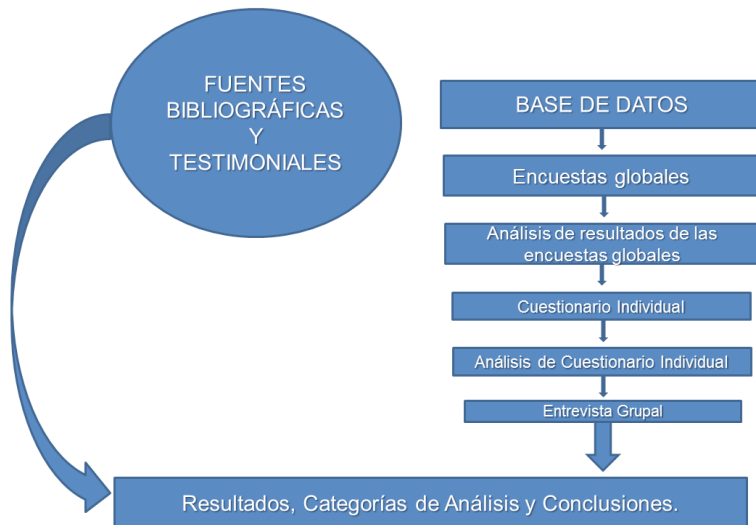 FUENTES
BIBLIOGRÁFICAS
Y
TESTIMONIALES
BASE DE DATOS
Encuestas globales
Análisis de resultados de las
encuestas globales
Cuestionario Individual
Análisis de Cuestionario Individual
Entrevista Grupal
Resultados, Categorías de Análisis y Conclusiones.